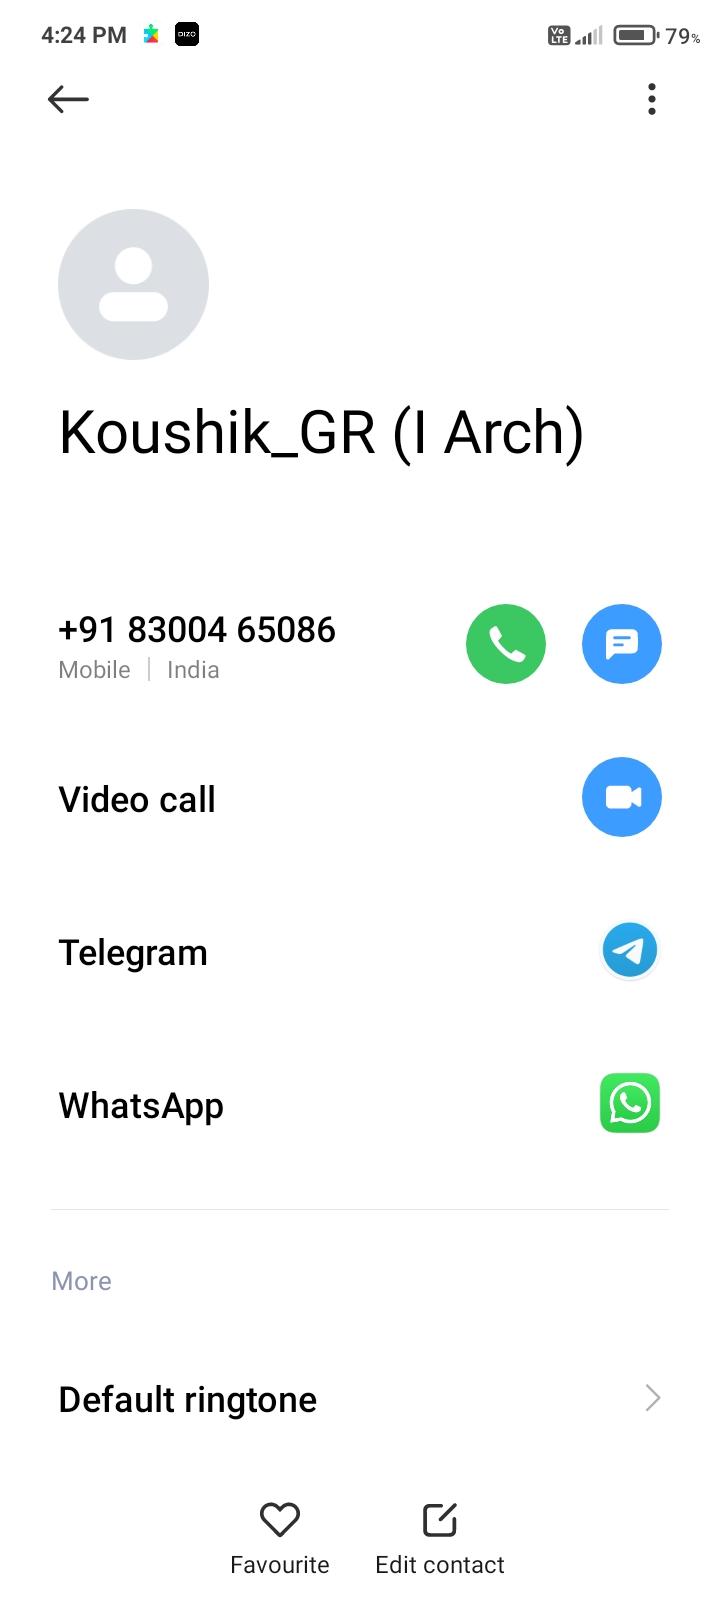 4:24 PM DIZO Vo LTE 79%
Koushik_GR (I Arch)
+91 83004 65086
Mobile | India
Video call
Telegram
WhatsApp
More
Default ringtone
Favourite Edit contact